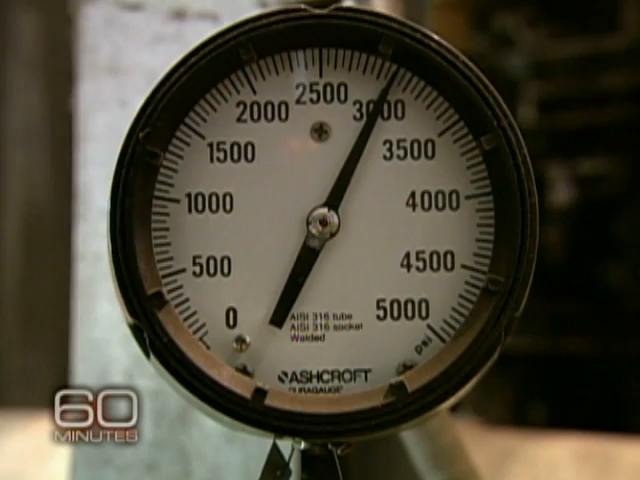 2500
2000
3000
1500
3500
1000
4000
500
4500
0
5000
AISI 316 tube
AISI 316 socket
Welded
psi
ASHCROFT
DURAGAUGE
60
MINUTES